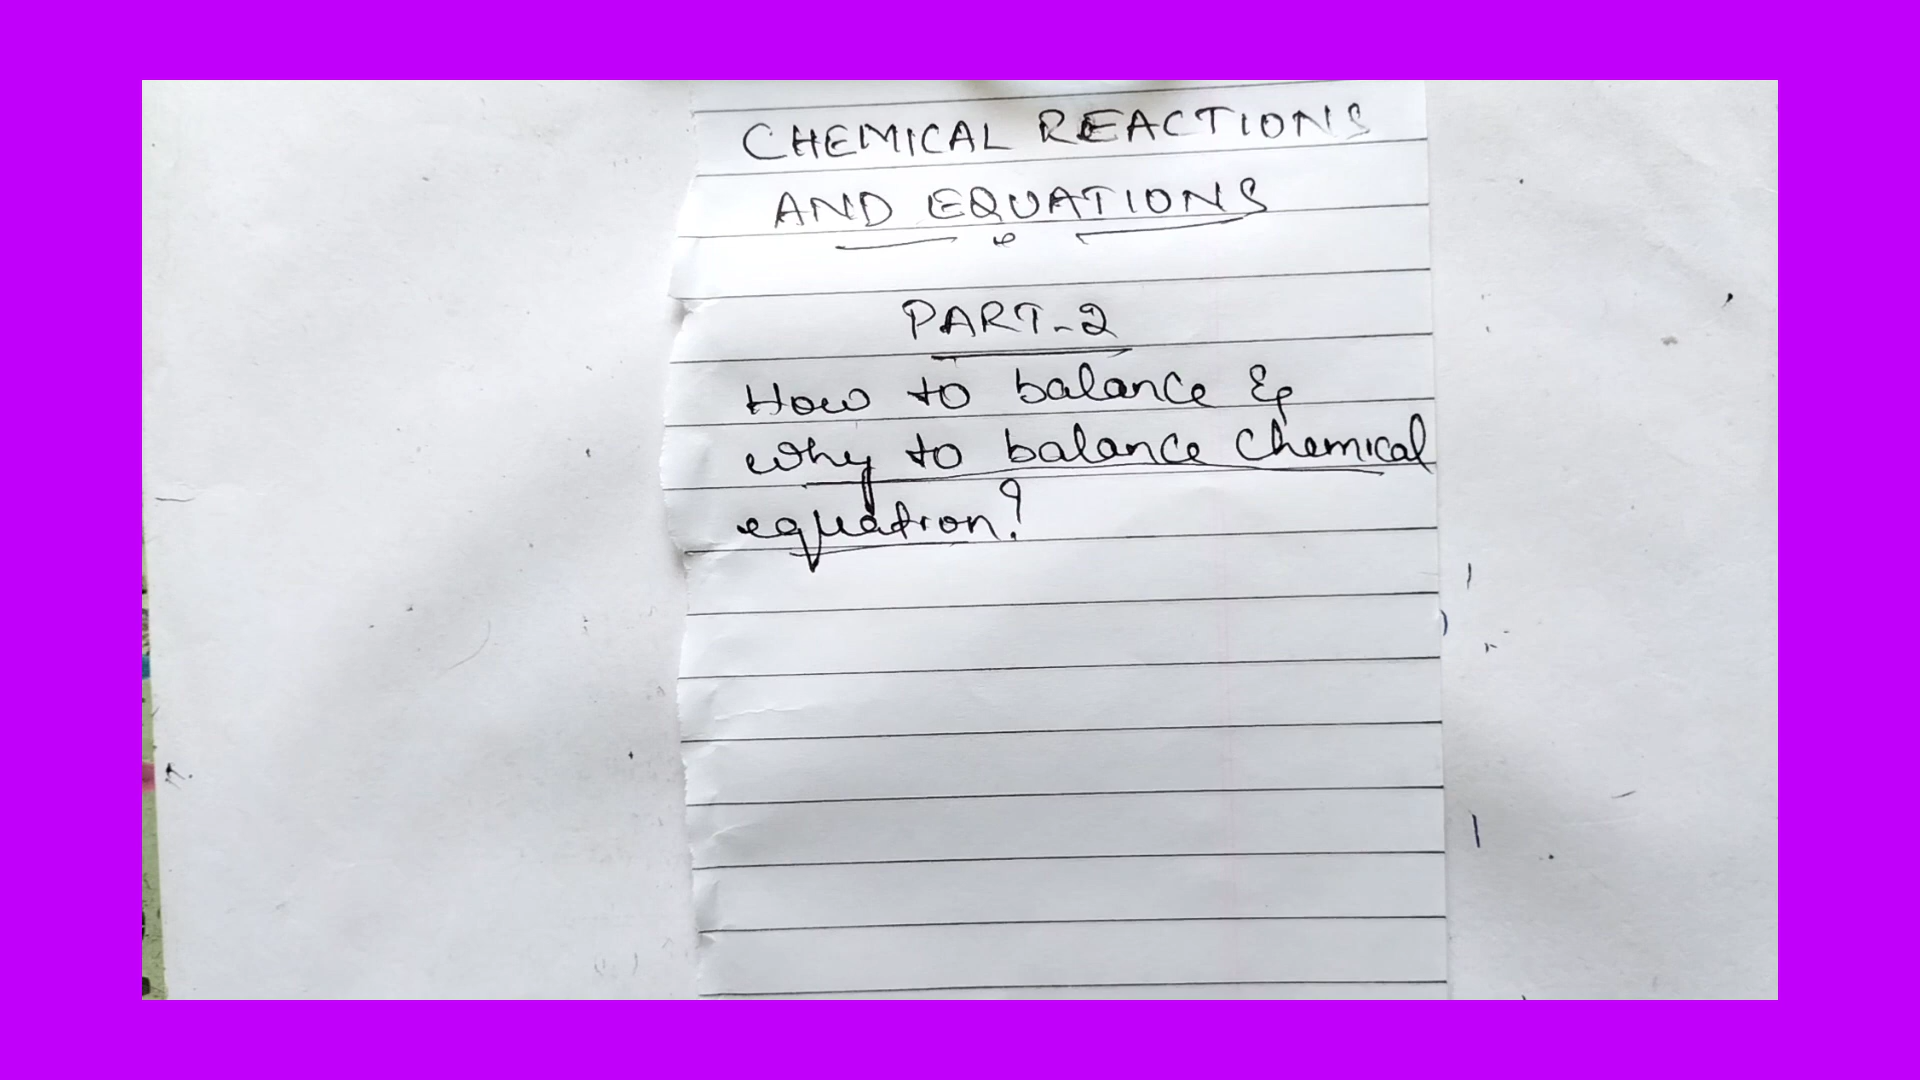 CHEMICAL REACTIONS
AND EQUATIONS
PART-2
How to balance &
why to balance chemical
equation?